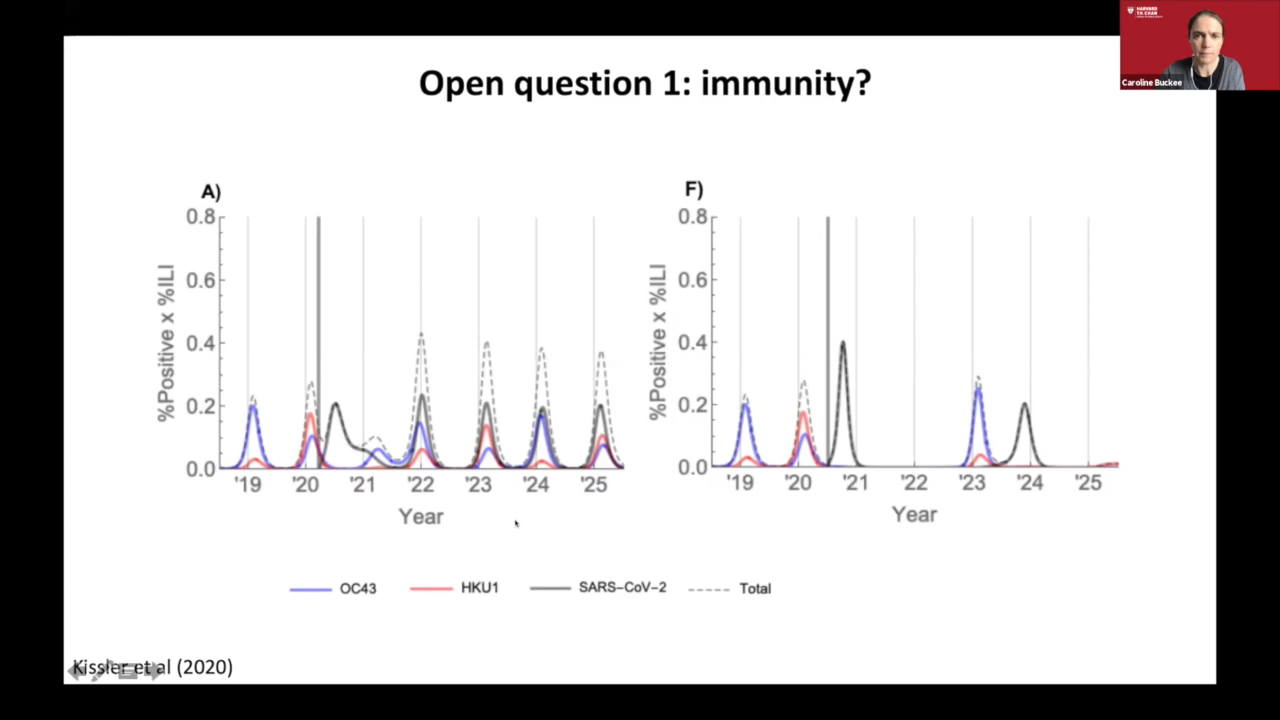 HARVARD
T.H. CHAN
Caroline Buckee
Open question 1: immunity?
A)
0.8
0.6
0.4
0.2
0.0
%Positive x %ILI
'19 '20 '21 '22 '23 '24 '25
Year
F)
0.8
0.6
0.4
0.2
0.0
%Positive x %ILI
'19 '20 '21 '22 '23 '24 '25
Year
OC43 HKU1 SARS-CoV-2 Total
Kissler et al (2020)